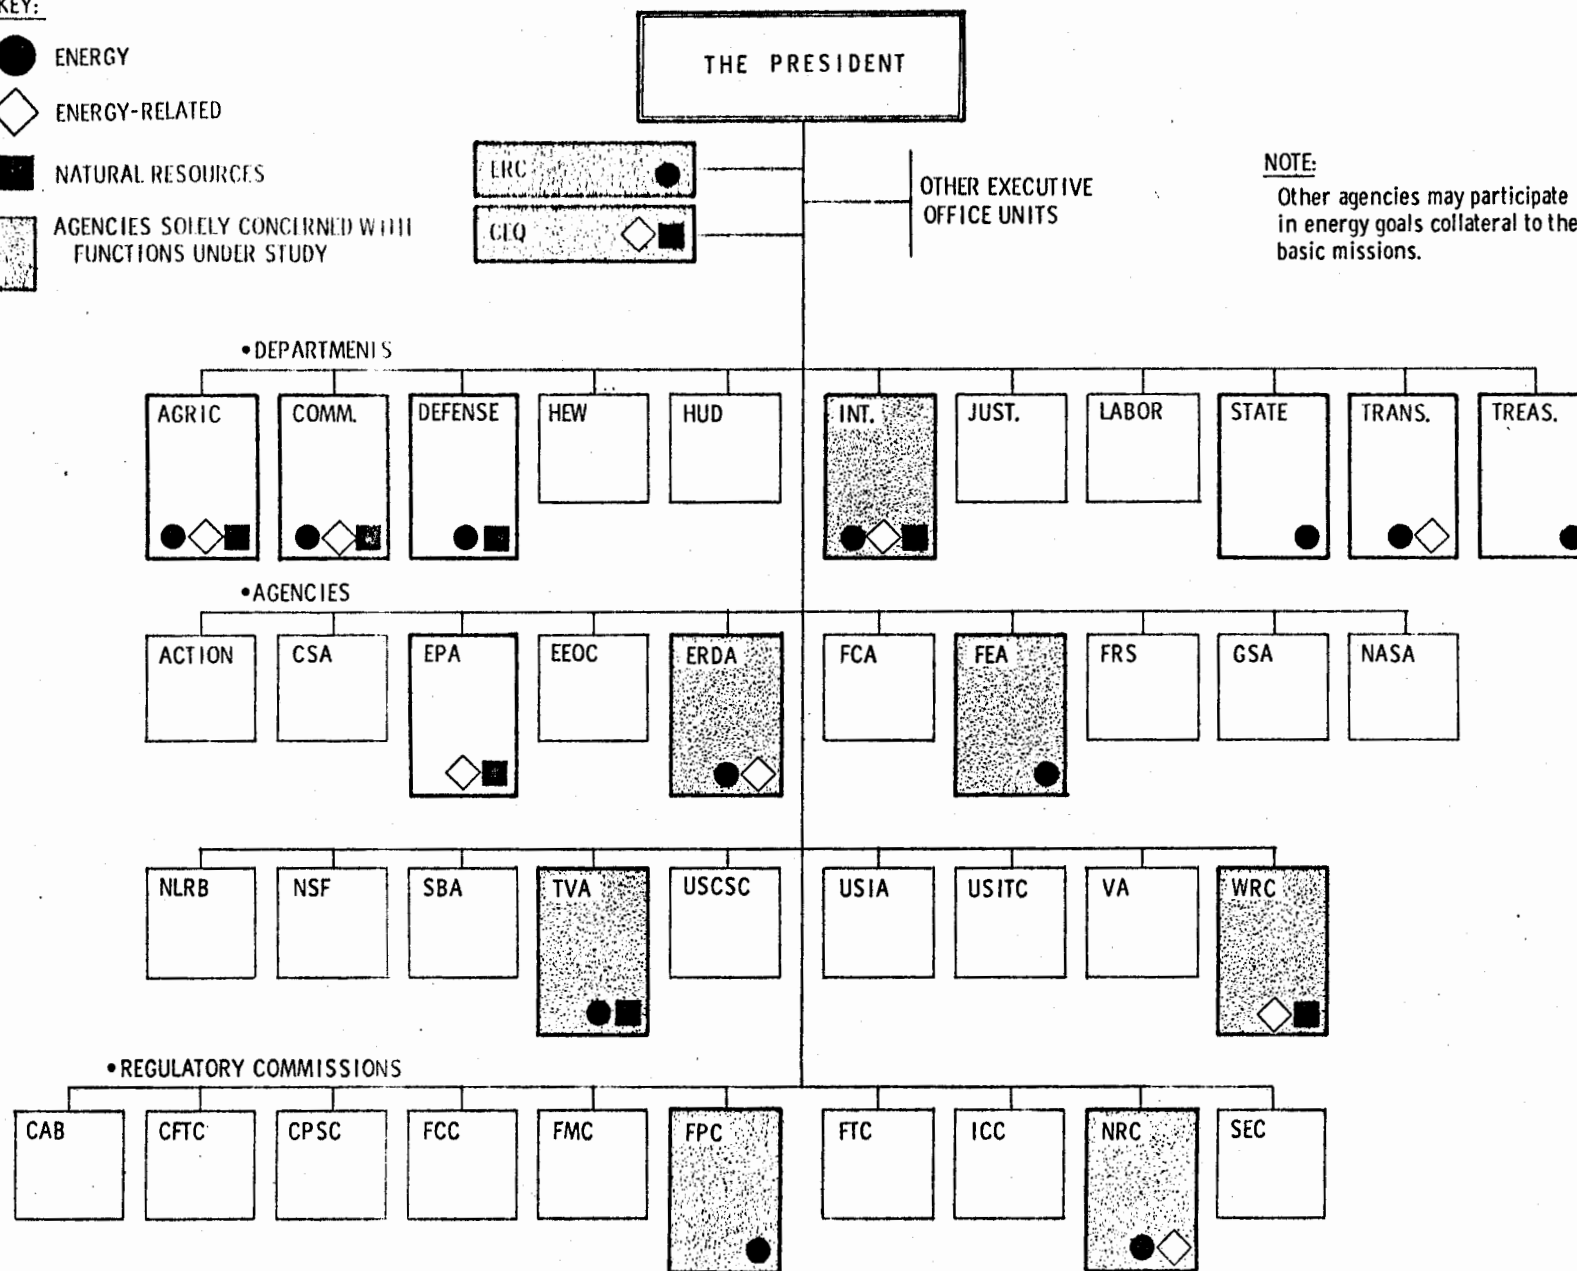 KEY:
ENERGY
ENERGY-RELATED
NATURAL RESOURCES
AGENCIES SOLELY CONCERNED WITH
FUNCTIONS UNDER STUDY
THE PRESIDENT
ERC
CEQ
OTHER EXECUTIVE
OFFICE UNITS
NOTE:
Other agencies may participate
in energy goals collateral to the
basic missions.
•DEPARTMENTS
AGRIC
COMM.
DEFENSE
HEW
HUD
INT.
JUST.
LABOR
STATE
TRANS.
TREAS.
•AGENCIES
ACTION
CSA
EPA
EEOC
ERDA
FCA
FEA
FRS
GSA
NASA
NLRB
NSF
SBA
TVA
USCSC
USIA
USITC
VA
WRC
•REGULATORY COMMISSIONS
CAB
CFTC
CPSC
FCC
FMC
FPC
FTC
ICC
NRC
SEC